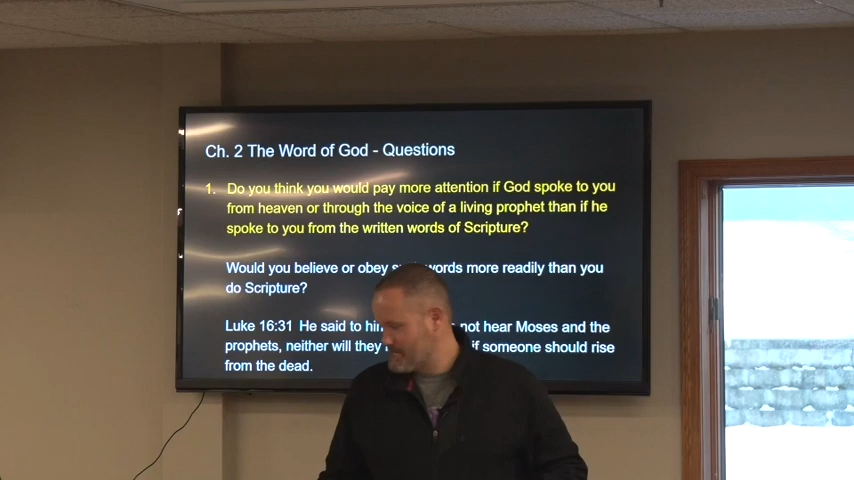 Ch. 2 The Word of God - Questions
1. Do you think you would pay more attention if God spoke to you
from heaven or through the voice of a living prophet than if he
spoke to you from the written words of Scripture?
Would you believe or obey words more readily than you
do Scripture?
Luke 16:31 He said to him not hear Moses and the
prophets, neither will they if someone should rise
from the dead.